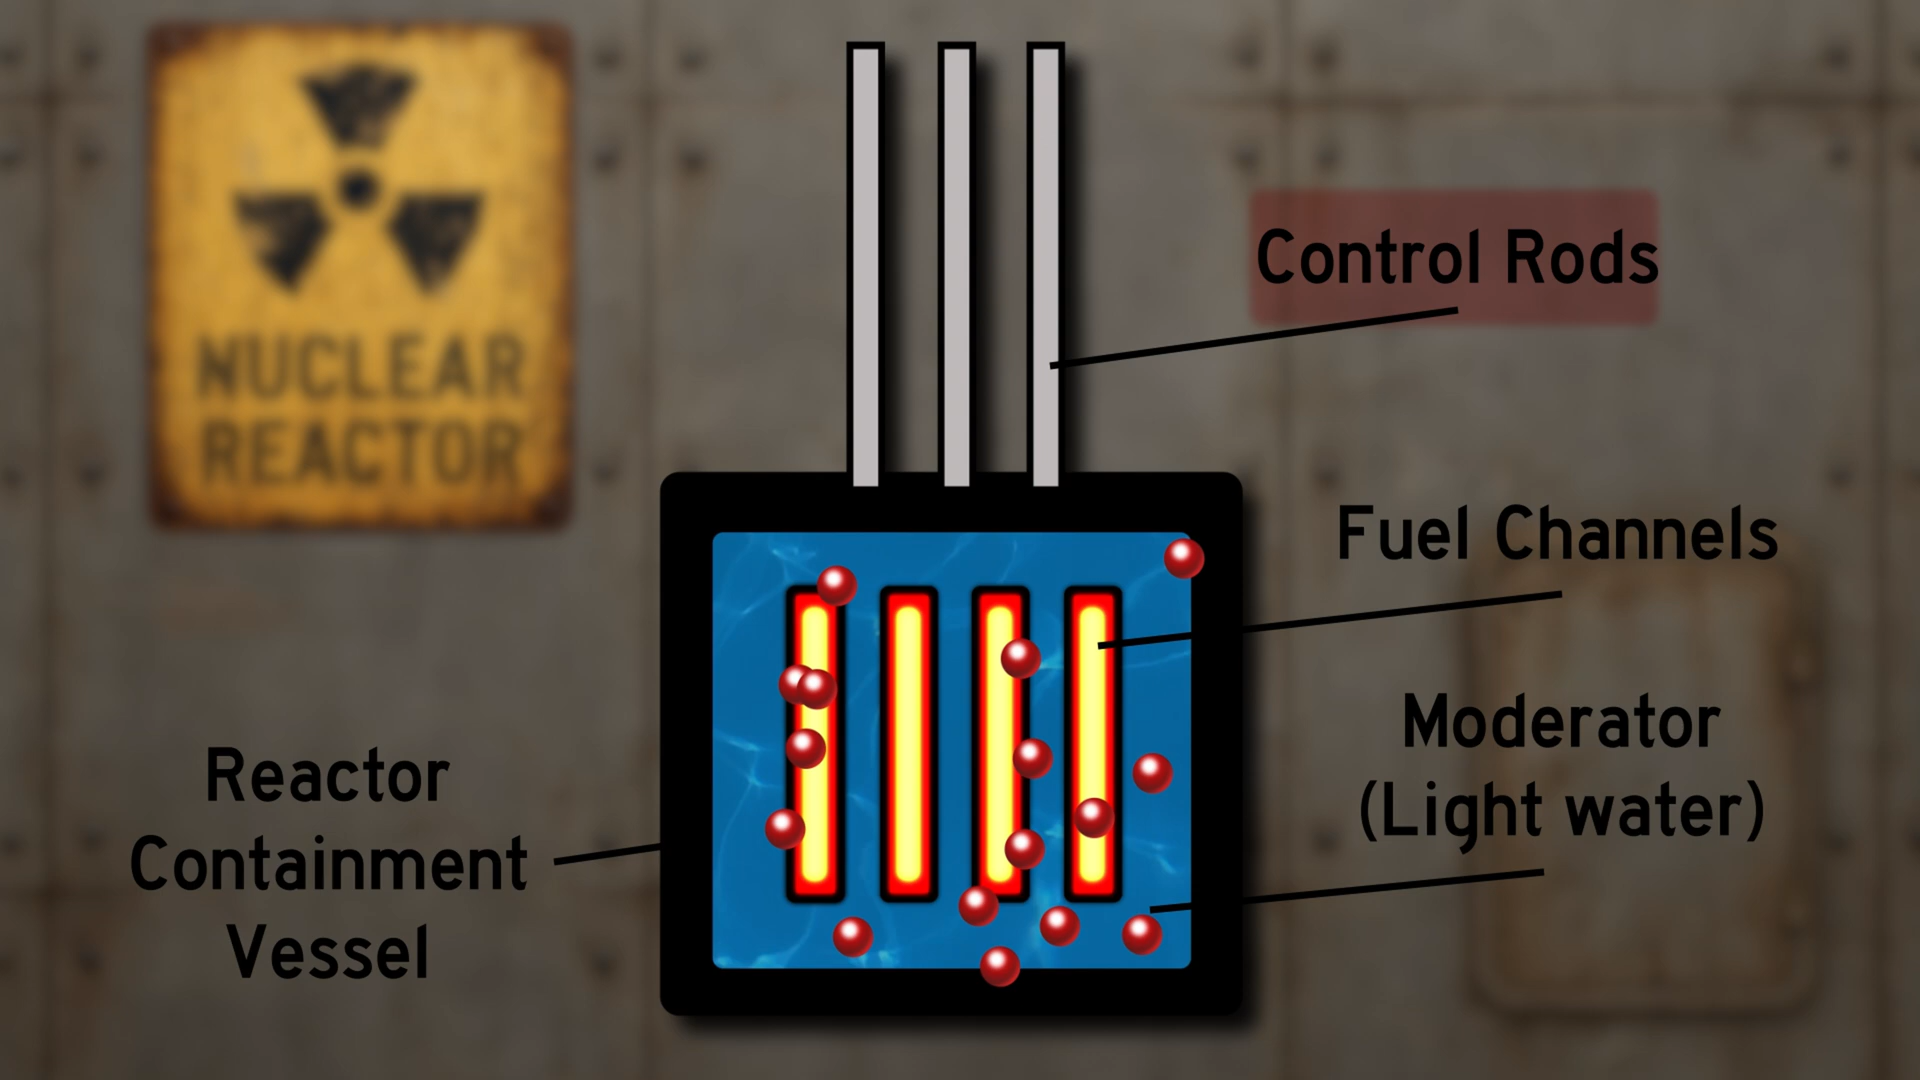 NUCLEAR
REACTOR
Control Rods
Fuel Channels
Moderator
(Light water)
Reactor
Containment
Vessel